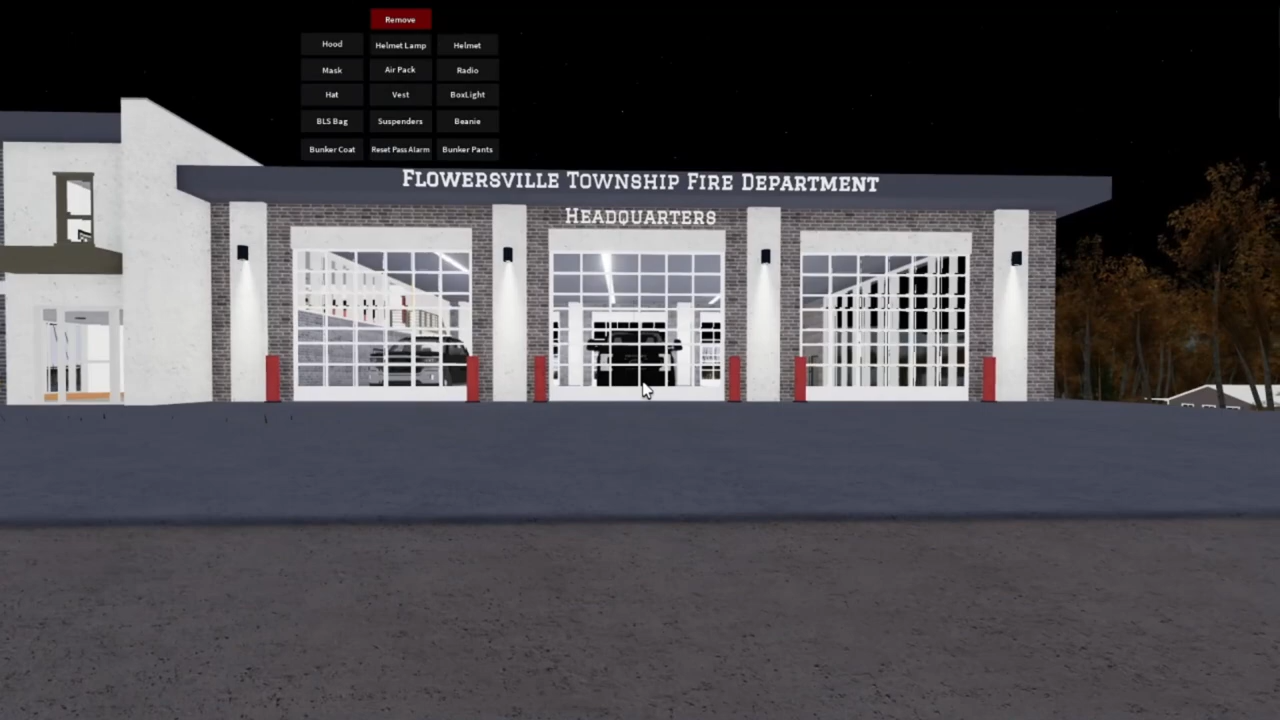 Remove
Hood Helmet Lamp Helmet
Mask Air Pack Radio
Hat Vest BoxLight
BLS Bag Suspenders Beanie
Bunker Coat Reset Pass Alarm Bunker Pants
Flowersville Township Fire Department
Headquarters